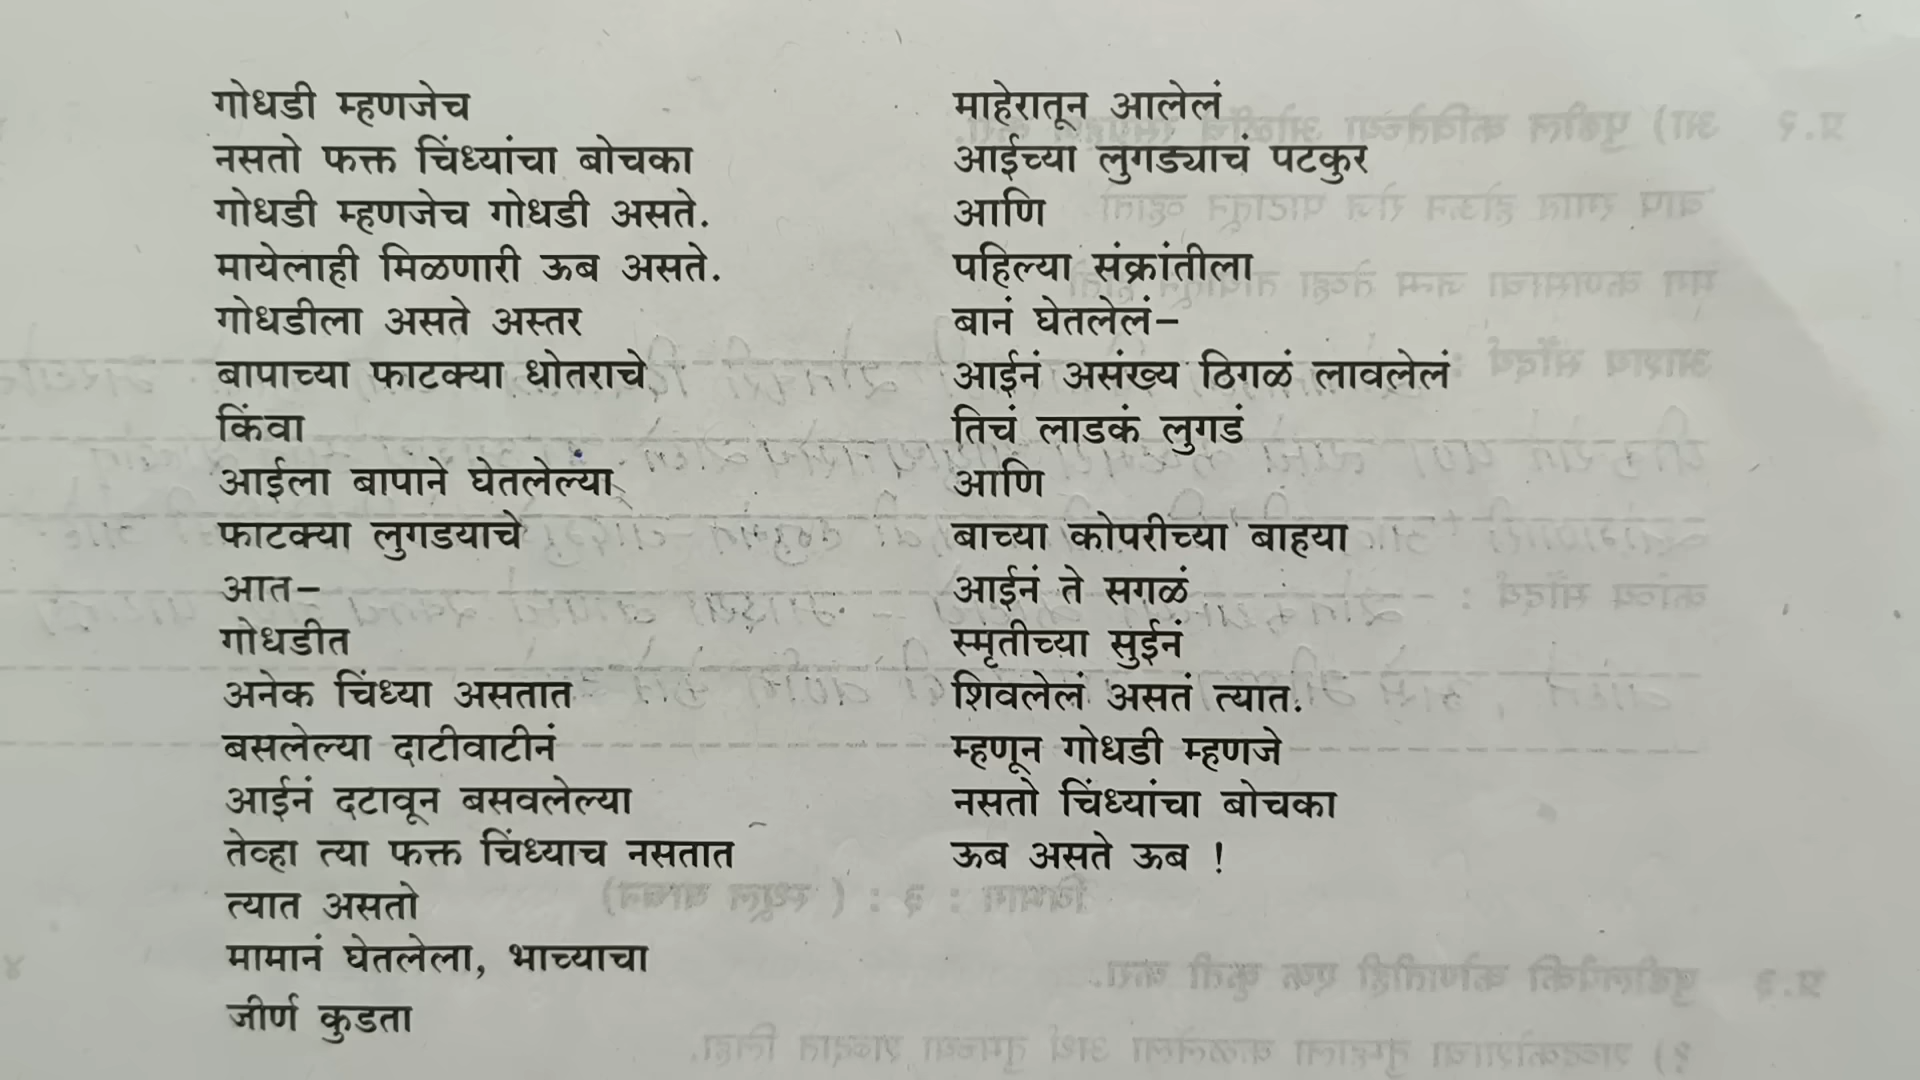 गोधडी म्हणजेच
नसतो फक्त चिंध्यांचा बोचका
गोधडी म्हणजेच गोधडी असते.
मायेलाही मिळणारी ऊब असते.
गोधडीला असते अस्तर
बापाच्या फाटक्या धोतराचे
किंवा
आईला बापाने घेतलेल्या
फाटक्या लुगडयाचे
आत–
गोधडीत
अनेक चिंध्या असतात
बसलेल्या दाटीवाटीनं
आईनं दटावून बसवलेल्या
तेव्हा त्या फक्त चिंध्याच नसतात
त्यात असतो
मामानं घेतलेला, भाच्याचा
जीर्ण कुडता
माहेरातून आलेलं
आईच्या लुगड्याचं पटकुर
आणि
पहिल्या संक्रांतीला
बानं घेतलेलं–
आईनं असंख्य ठिगळं लावलेलं
तिचं लाडकं लुगडं
आणि
बाच्या कोपरीच्या बाहया
आईनं ते सगळं
स्मृतीच्या सुईनं
शिवलेलं असतं त्यात.
म्हणून गोधडी म्हणजे
नसतो चिंध्यांचा बोचका
ऊब असते ऊब !